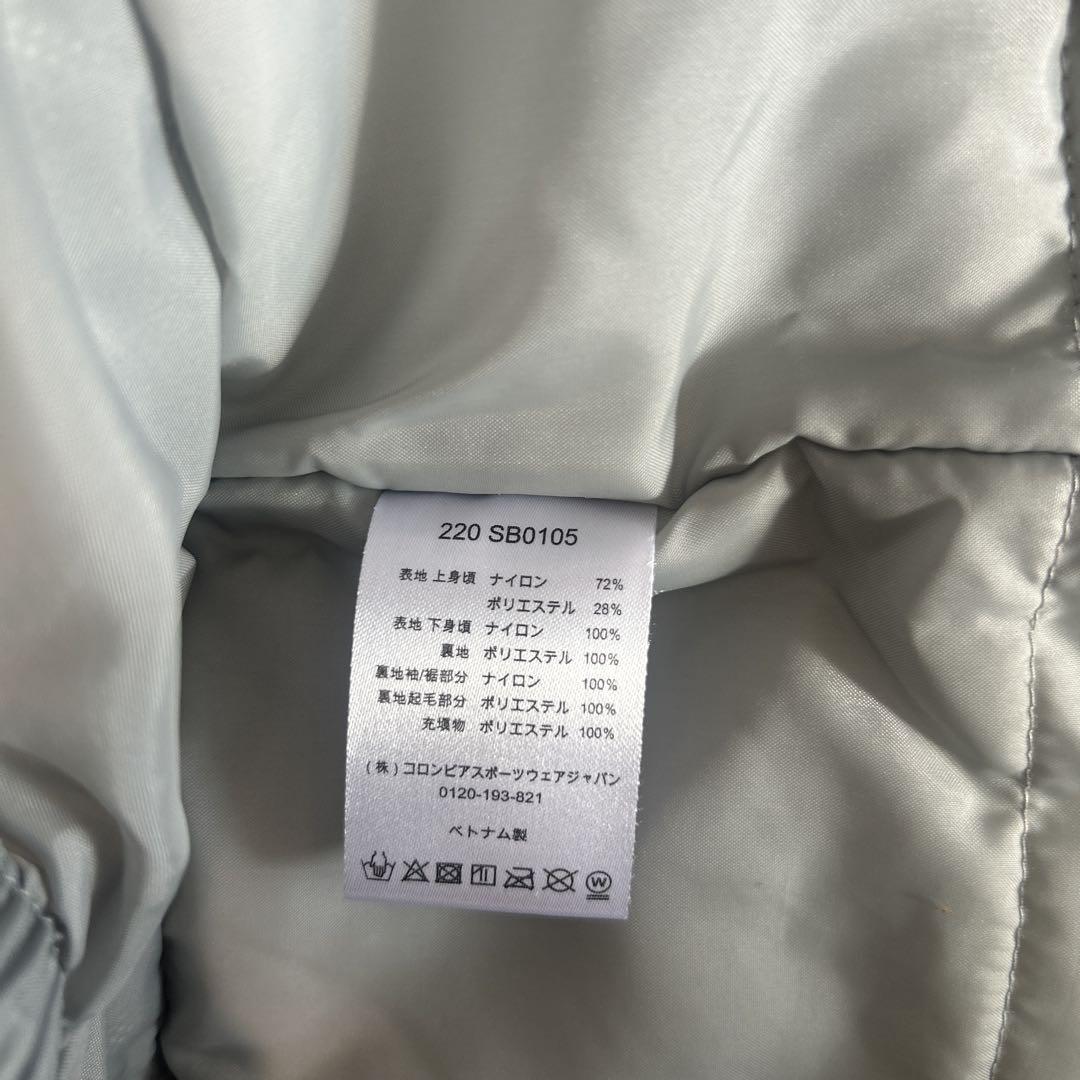 220 SB0105
表地 上身頃 ナイロン 72%
ポリエステル 28%
表地 下身頃 ナイロン 100%
裏地 ポリエステル 100%
裏地袖/裾部分 ナイロン 100%
裏地起毛部分 ポリエステル 100%
充填物 ポリエステル 100%
(株)コロンビアスポーツウェアジャパン
0120-193-821
ベトナム製
W